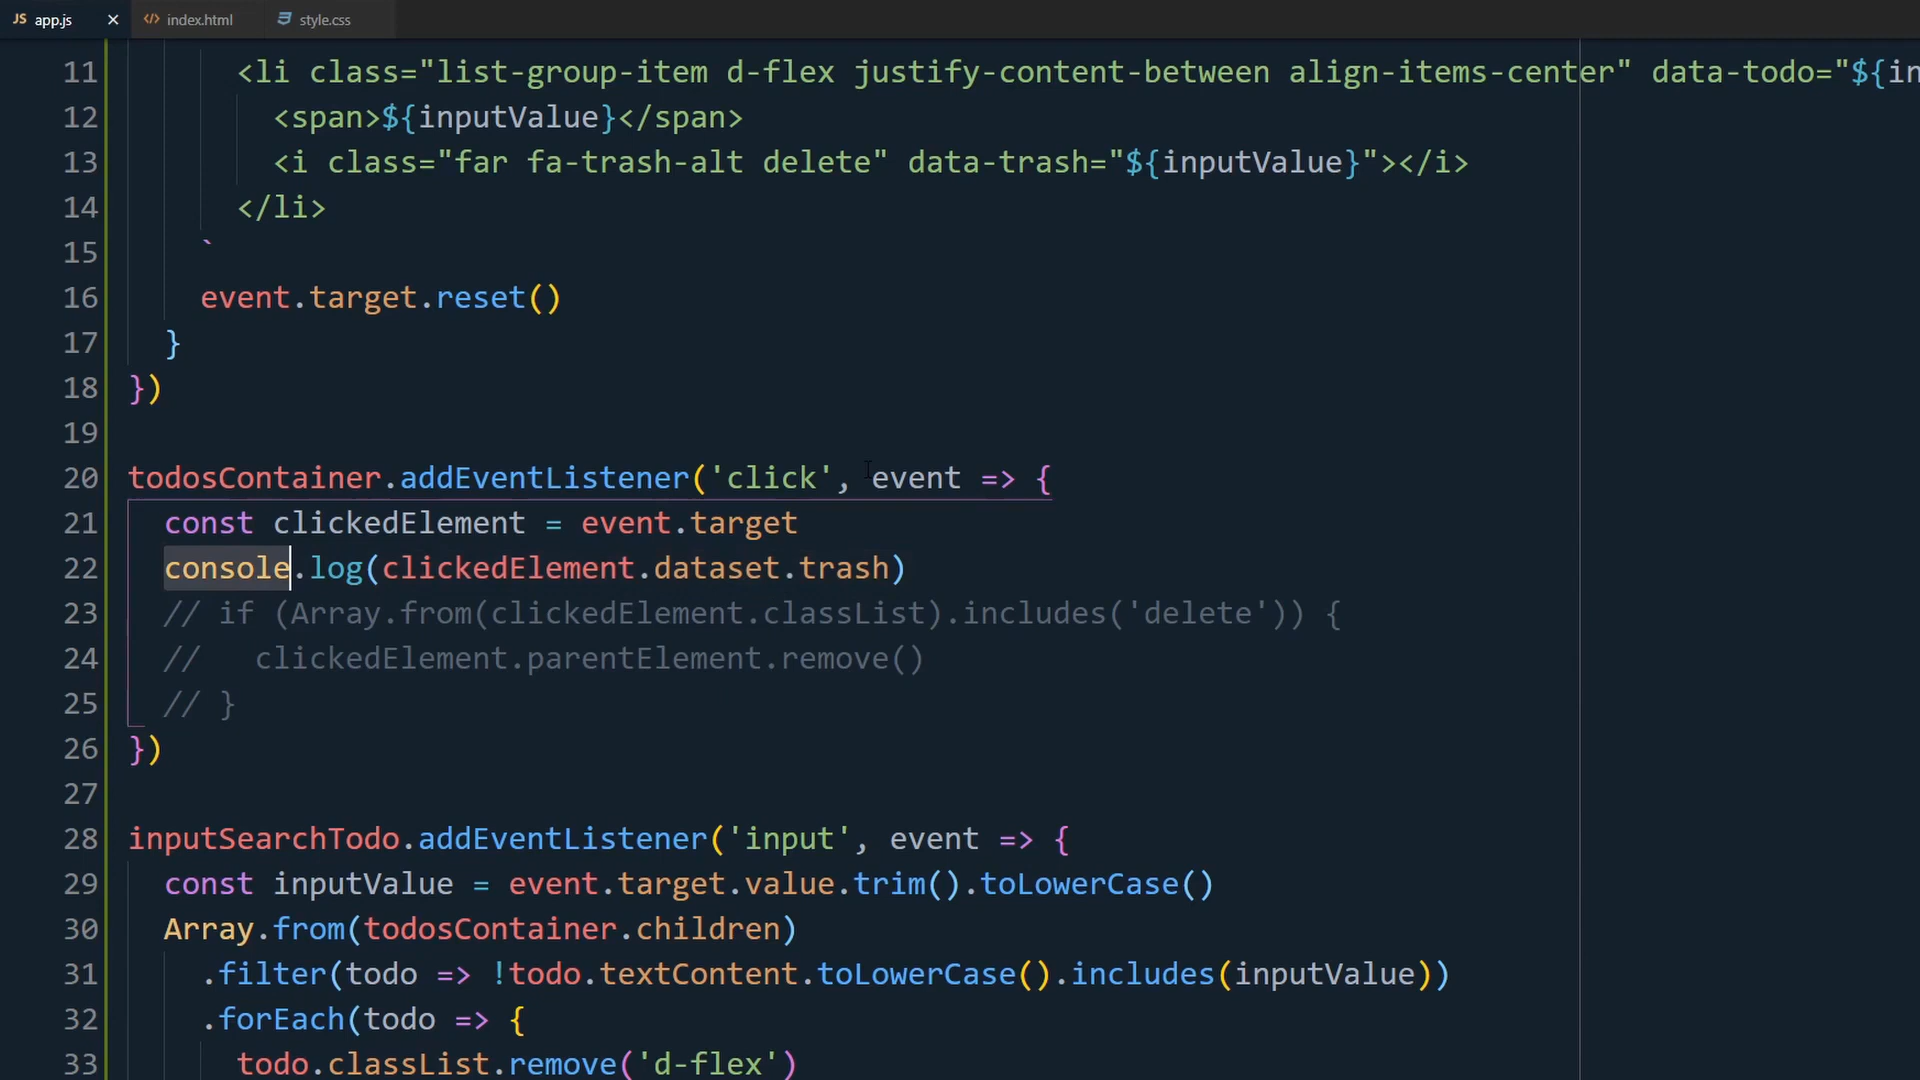 JS app.js × <> index.html style.css
11 <li class="list-group-item d-flex justify-content-between align-items-center" data-todo="${in
12 <span>${inputValue}</span>
13 <i class="far fa-trash-alt delete" data-trash="${inputValue}"></i>
14 </li>
15 `
16 event.target.reset()
17 }
18 })
19
20 todosContainer.addEventListener('click', event => {
21 const clickedElement = event.target
22 console.log(clickedElement.dataset.trash)
23 // if (Array.from(clickedElement.classList).includes('delete')) {
24 //   clickedElement.parentElement.remove()
25 // }
26 })
27
28 inputSearchTodo.addEventListener('input', event => {
29 const inputValue = event.target.value.trim().toLowerCase()
30 Array.from(todosContainer.children)
31 .filter(todo => !todo.textContent.toLowerCase().includes(inputValue))
32 .forEach(todo => {
33 todo.classList.remove('d-flex')